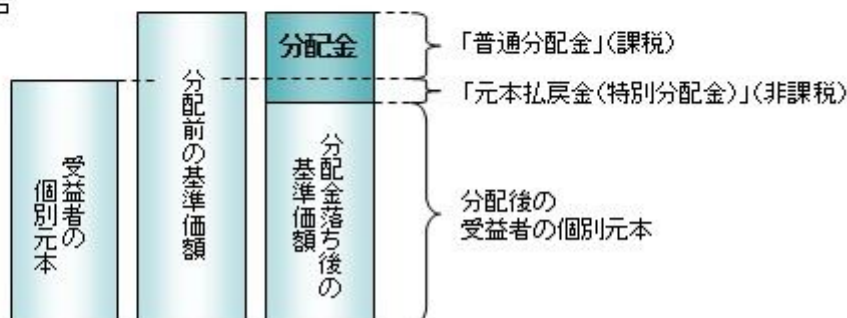 受益者の
個別元本
分配前の基準価額
分配金
分配金落ち後の
基準価額
「普通分配金」(課税)
「元本払戻金(特別分配金)」(非課税)
分配後の
受益者の個別元本